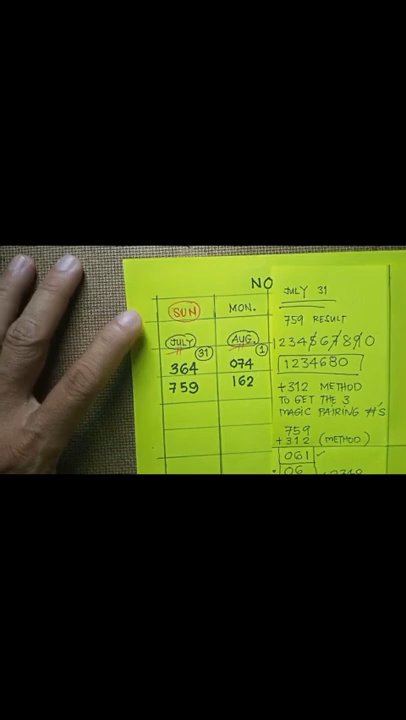 NO
SUN MON.
JULY 31 AUG. 1
364 074
759 162
JULY 31
759 RESULT
1234567890
1234680
+312 METHOD
TO GET THE 3
MAGIC PAIRING #'S
759
+312 (METHOD)
061 ✓
06